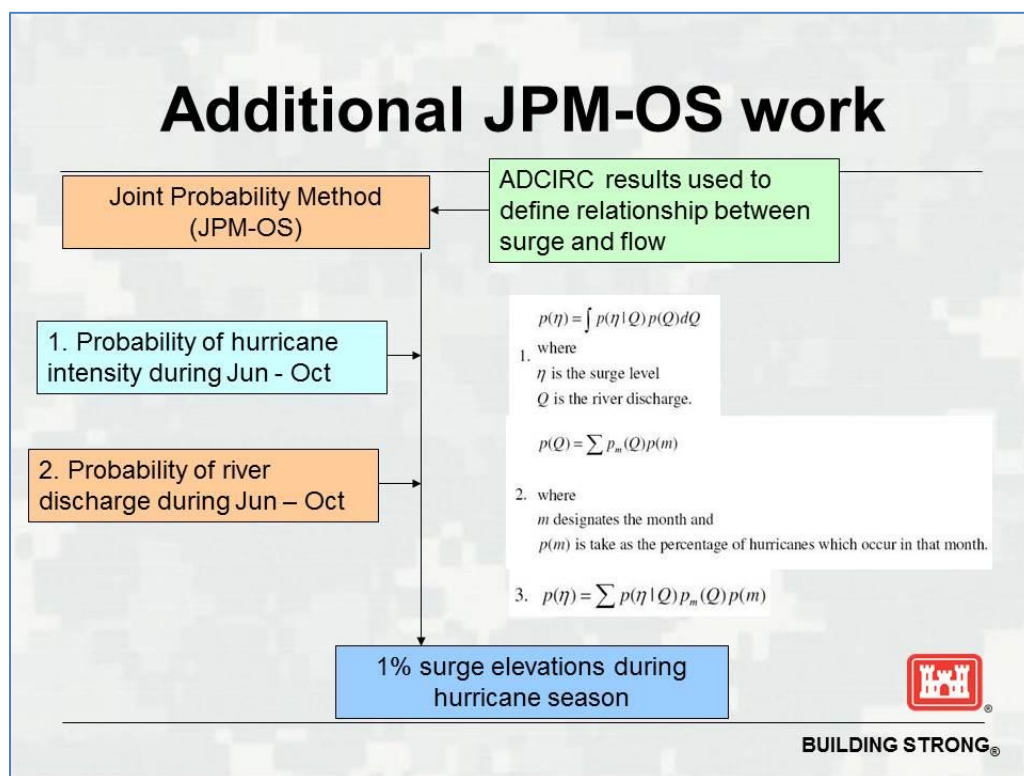 Additional JPM-OS work
Joint Probability Method
(JPM-OS)
ADCIRC results used to
define relationship between
surge and flow
1. Probability of hurricane
intensity during Jun - Oct
2. Probability of river
discharge during Jun – Oct
p(η) = ∫ p(η | Q) p(Q)dQ
1. where
η is the surge level
Q is the river discharge.
p(Q) = ∑ pₘ(Q)p(m)
2. where
m designates the month and
p(m) is take as the percentage of hurricanes which occur in that month.
3. p(η) = ∑ p(η | Q)pₘ(Q)p(m)
1% surge elevations during
hurricane season
®
BUILDING STRONG®